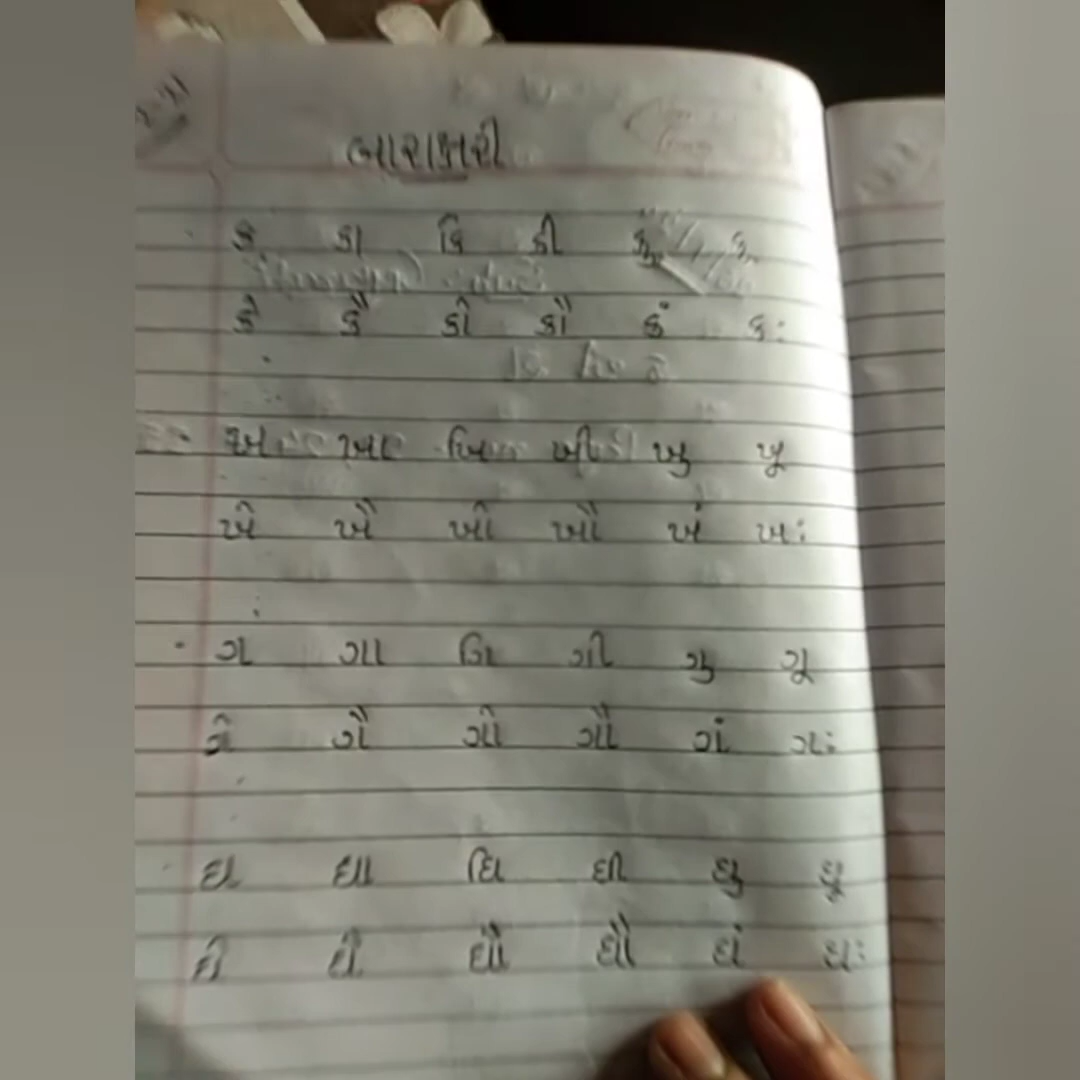 બારાક્ષરી
ક કા કિ કી કુ કૂ
કે કૈ કો કૌ કં કઃ
ખ ખા ખિ ખી ખુ ખૂ
ખે ખૈ ખો ખૌ ખં ખઃ
ગ ગા ગિ ગી ગુ ગૂ
ગે ગૈ ગો ગૌ ગં ગઃ
ઘ ઘા ઘિ ઘી ઘુ ઘૂ
ઘે ઘૈ ઘો ઘૌ ઘં ઘઃ